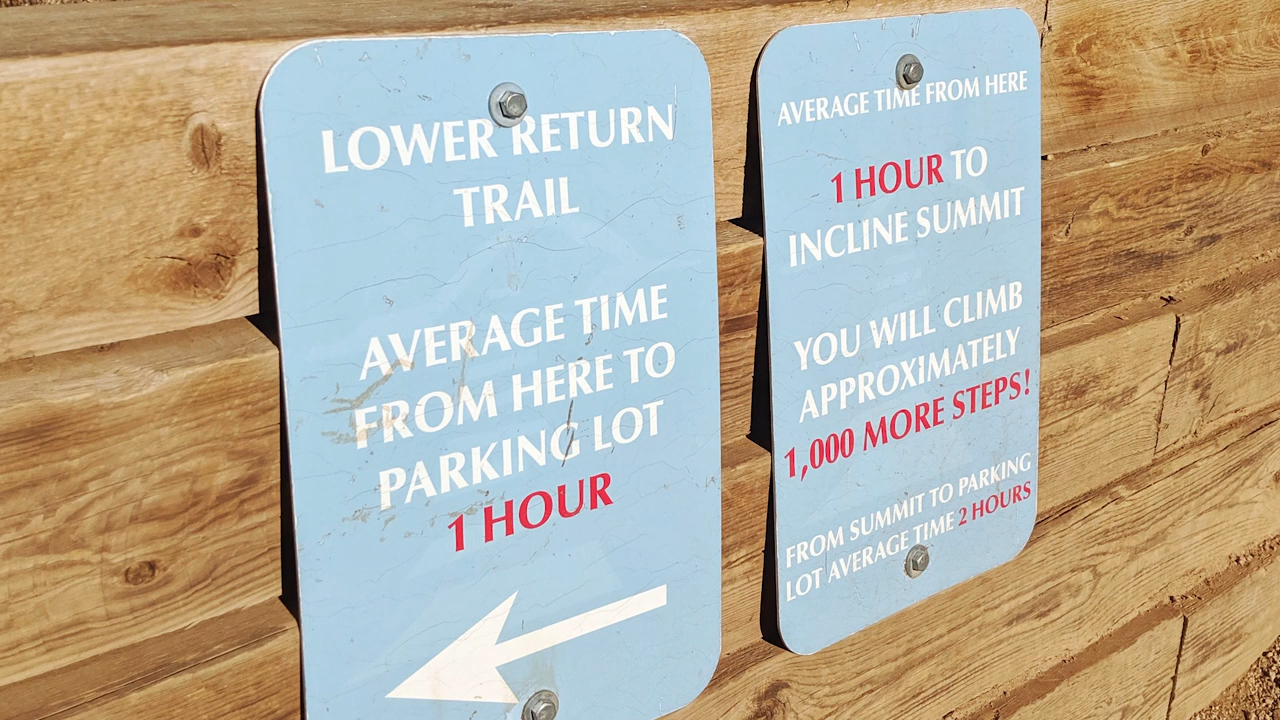 LOWER RETURN
TRAIL
AVERAGE TIME
FROM HERE TO
PARKING LOT
1 HOUR
AVERAGE TIME FROM HERE
1 HOUR TO
INCLINE SUMMIT
YOU WILL CLIMB
APPROXIMATELY
1,000 MORE STEPS!
FROM SUMMIT TO PARKING
LOT AVERAGE TIME 2 HOURS